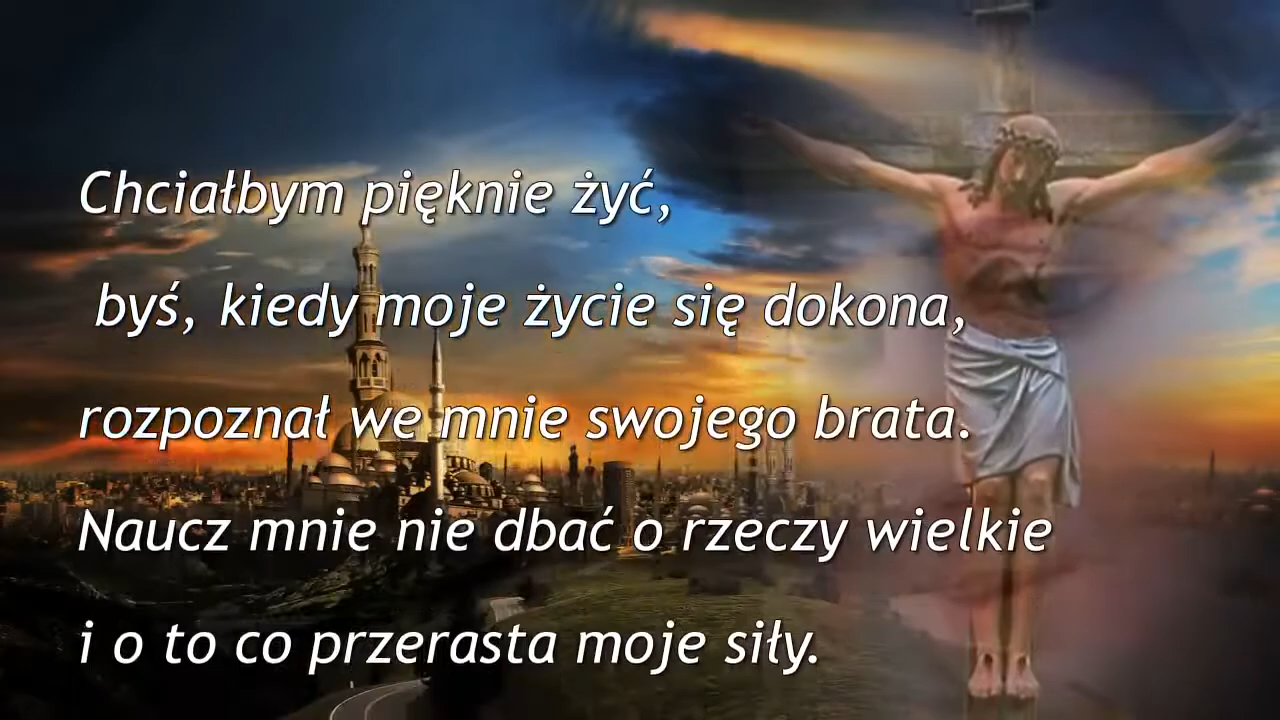 Chciałbym pięknie żyć,
byś, kiedy moje życie się dokona,
rozpoznał we mnie swojego brata.
Naucz mnie nie dbać o rzeczy wielkie
i o to co przerasta moje siły.